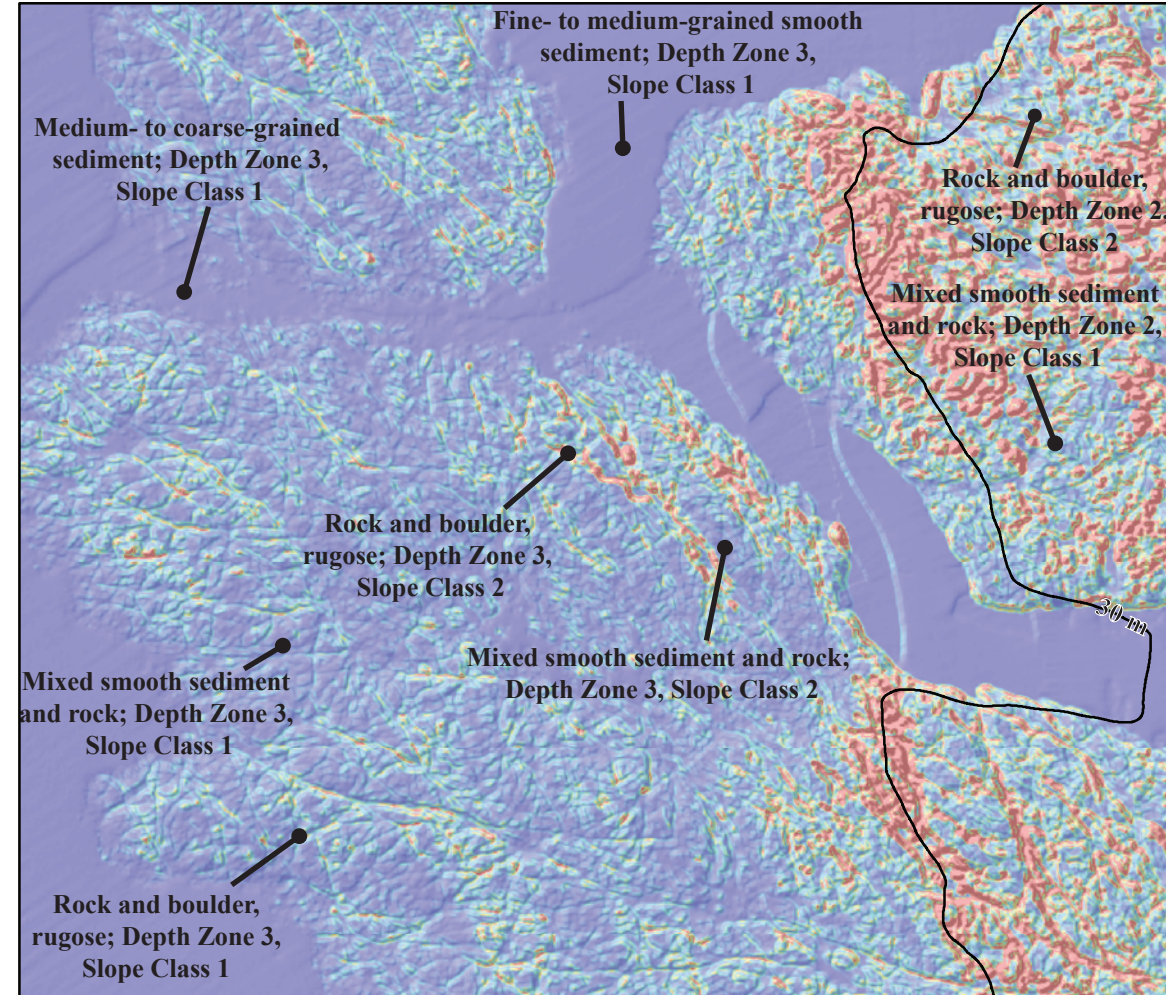 Fine- to medium-grained smooth
sediment; Depth Zone 3,
Slope Class 1
Medium- to coarse-grained
sediment; Depth Zone 3,
Slope Class 1
Rock and boulder,
rugose; Depth Zone 2,
Slope Class 2
Mixed smooth sediment
and rock; Depth Zone 2,
Slope Class 1
Rock and boulder,
rugose; Depth Zone 3,
Slope Class 2
30 m
Mixed smooth sediment and rock;
Depth Zone 3, Slope Class 2
Mixed smooth sediment
and rock; Depth Zone 3,
Slope Class 1
Rock and boulder,
rugose; Depth Zone 3,
Slope Class 1